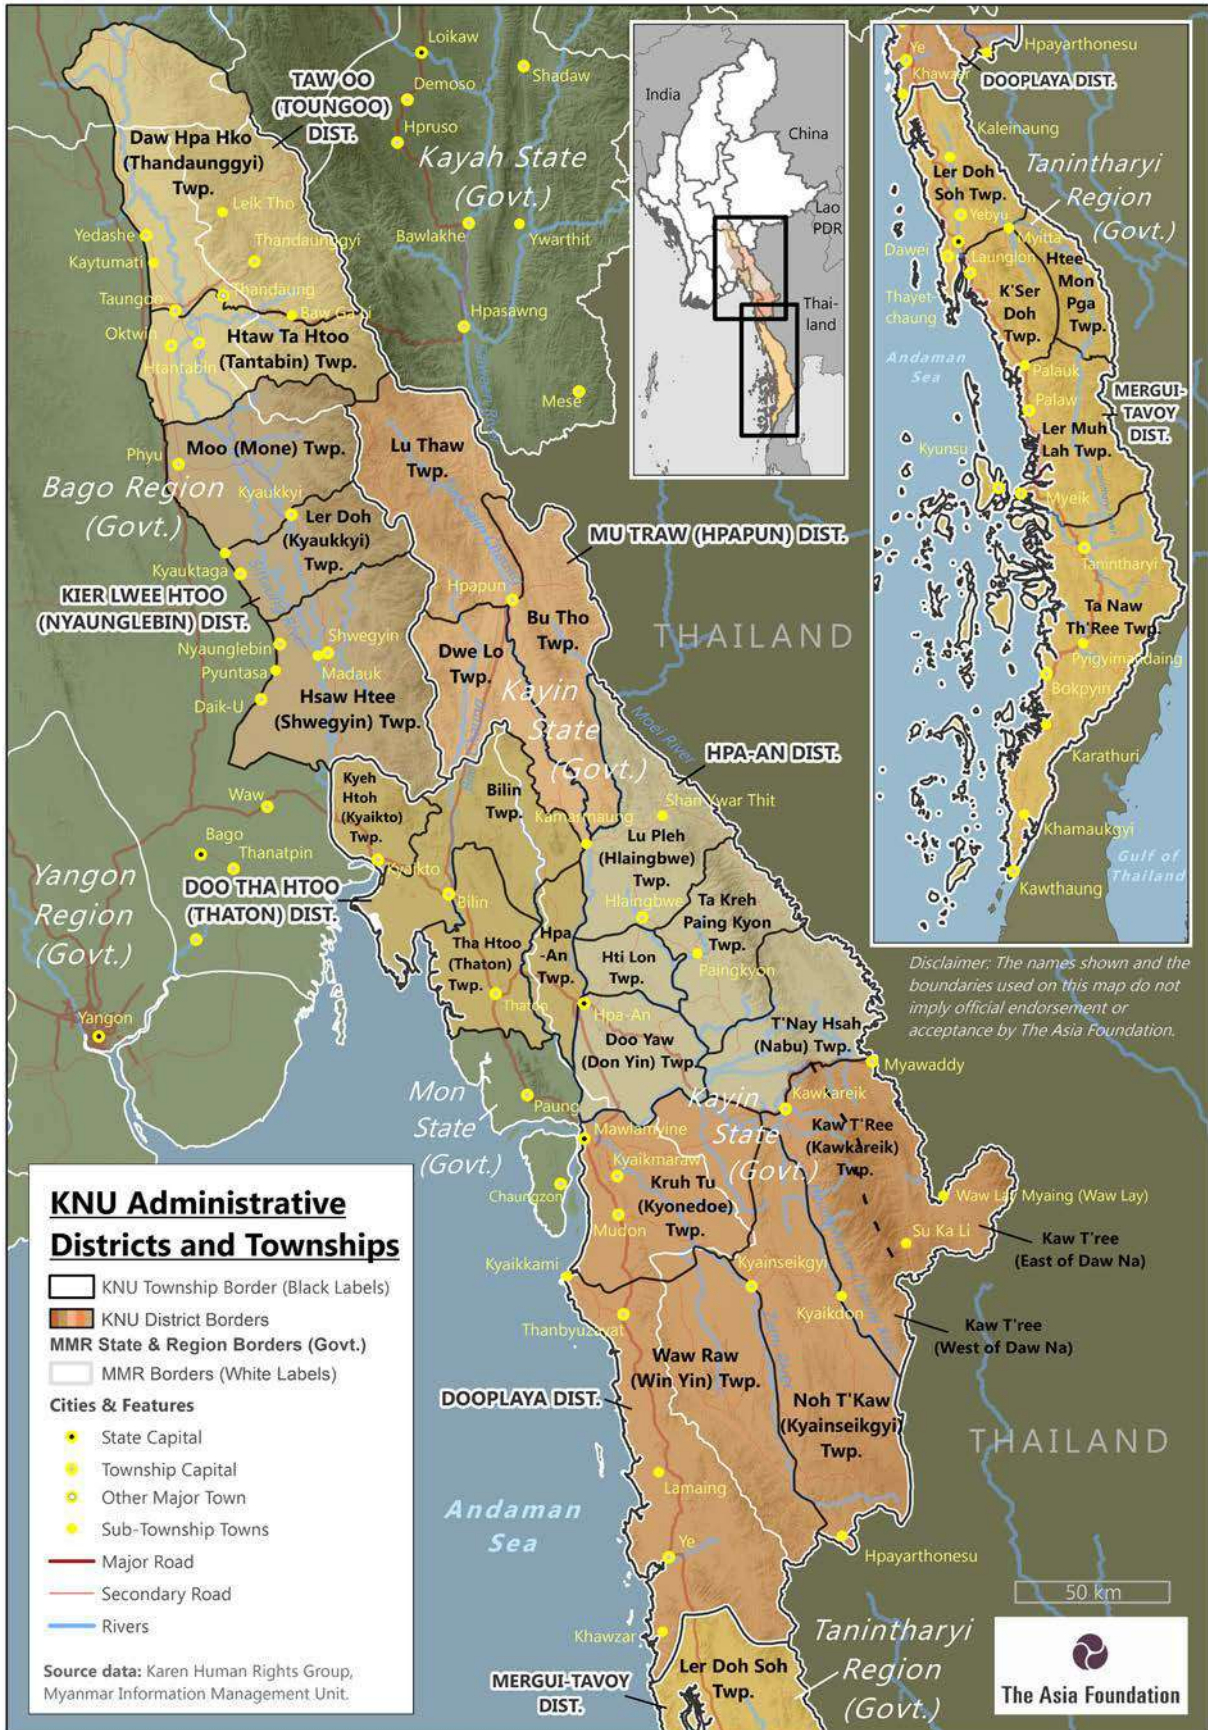 Loikaw
Shadaw
Demoso
Hpruso
TAW OO
(TOUNGOO)
DIST.
Daw Hpa Hko
(Thandaunggyi)
Twp.
Kayah State
(Govt.)
Leik Tho
Yedashe
Thandaunggyi
Kaytumati
Bawlakhe
Ywarthit
Thandaung
Taungoo
Baw Ga Li
Hpasawng
Oktwin
Htaw Ta Htoo
(Tantabin) Twp.
Htantabin
Mese
Moo (Mone) Twp.
Lu Thaw
Twp.
Phyu
Bago Region
(Govt.)
Kyaukkyi
Ler Doh
(Kyaukkyi)
Twp.
MU TRAW (HPAPUN) DIST.
Kyauktaga
Hpapun
KIER LWEE HTOO
(NYAUNGLEBIN) DIST.
Bu Tho
Twp.
THAILAND
Shwegyin
Nyaunglebin
Dwe Lo
Twp.
Pyuntasa
Madauk
Kayin
State
(Govt.)
Daik-U
Hsaw Htee
(Shwegyin) Twp.
Moei River
HPA-AN DIST.
Kyeh
Htoh
(Kyaikto)
Twp.
Bilin
Twp.
Waw
Shan Ywar Thit
Kamarmaung
Bago
Lu Pleh
(Hlaingbwe)
Twp.
Thanatpin
Kyaikto
Yangon
Region
(Govt.)
DOO THA HTOO
(THATON) DIST.
Bilin
Hlaingbwe
Ta Kreh
Paing Kyon
Twp.
Hpa
-An
Twp.
Tha Htoo
(Thaton)
Twp.
Hti Lon
Twp.
Paingkyon
Thaton
Hpa-An
Yangon
T'Nay Hsah
(Nabu) Twp.
Doo Yaw
(Don Yin) Twp.
Myawaddy
Mon
State
(Govt.)
Paung
Kayin
State
(Govt.)
Kawkareik
Mawlamyine
Kaw T'Ree
(Kawkareik)
Twp.
Kyaikmaraw
Chaungzon
Kruh Tu
(Kyonedoe)
Twp.
Waw Lay Myaing (Waw Lay)
Mudon
Su Ka Li
Kaw T'ree
(East of Daw Na)
Kyaikkami
Kyainseikgyi
Kyaikdon
Thanbyuzayat
Kaw T'ree
(West of Daw Na)
Waw Raw
(Win Yin) Twp.
DOOPLAYA DIST.
Noh T'Kaw
(Kyainseikgyi)
Twp.
THAILAND
Lamaing
Andaman
Sea
Ye
Hpayarthonesu
Khawzar
Tanintharyi
Region
(Govt.)
MERGUI-TAVOY
DIST.
Ler Doh Soh
Twp.
India
China
Lao
PDR
Thai-
land
Ye
Hpayarthonesu
Khawzar
DOOPLAYA DIST.
Kaleinaung
Tanintharyi
Region
(Govt.)
Ler Doh
Soh Twp.
Yebyu
Myitta
Dawei
Launglon
Htee
Mon
Pga
Twp.
Thayet-
chaung
K'Ser
Doh
Twp.
Andaman
Sea
Palauk
Palaw
MERGUI-
TAVOY
DIST.
Ler Muh
Lah Twp.
Kyunsu
Myeik
Tanintharyi
Ta Naw
Th'Ree Twp.
Pyigyimandaing
Bokpyin
Karathuri
Khamaukgyi
Gulf of
Thailand
Kawthaung
Disclaimer: The names shown and the
boundaries used on this map do not
imply official endorsement or
acceptance by The Asia Foundation.
KNU Administrative
Districts and Townships
KNU Township Border (Black Labels)
KNU District Borders
MMR State & Region Borders (Govt.)
MMR Borders (White Labels)
Cities & Features
State Capital
Township Capital
Other Major Town
Sub-Township Towns
Major Road
Secondary Road
Rivers
Source data: Karen Human Rights Group,
Myanmar Information Management Unit.
50 km
The Asia Foundation